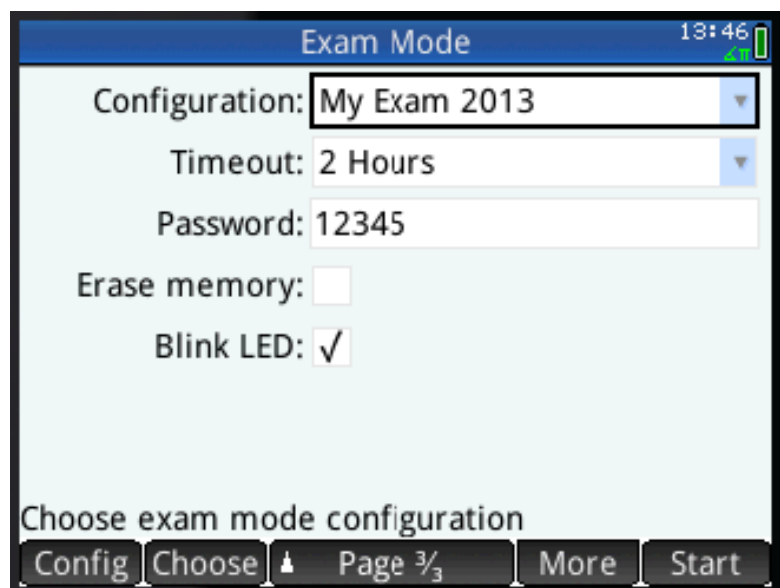 Exam Mode 13:46
∡π
Configuration: My Exam 2013
Timeout: 2 Hours
Password: 12345
Erase memory:
Blink LED: √
Choose exam mode configuration
Config Choose Page ³⁄₃ More Start